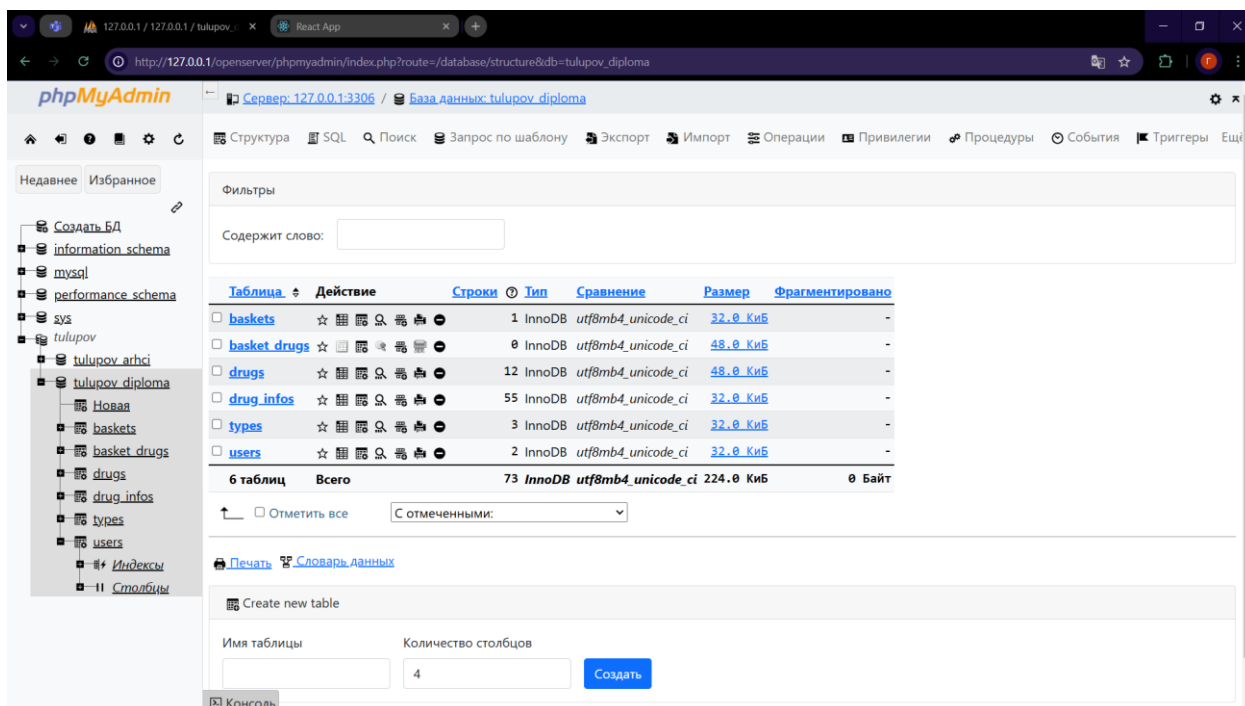 127.0.0.1 / 127.0.0.1 / tulupov_d
React App
http://127.0.0.1/openserver/phpmyadmin/index.php?route=/database/structure&db=tulupov_diploma
Г
phpMyAdmin
Сервер: 127.0.0.1:3306 / База данных: tulupov_diploma
Структура SQL Поиск Запрос по шаблону Экспорт Импорт Операции Привилегии Процедуры События Триггеры Ещё
Недавнее Избранное
Создать БД
information_schema
mysql
performance_schema
sys
tulupov
tulupov_arhci
tulupov_diploma
Новая
baskets
basket_drugs
drugs
drug_infos
types
users
Индексы
Столбцы
Фильтры
Содержит слово:
Таблица Действие Строки Тип Сравнение Размер Фрагментировано
baskets 1 InnoDB utf8mb4_unicode_ci 32.0 КиБ -
basket_drugs 0 InnoDB utf8mb4_unicode_ci 48.0 КиБ -
drugs 12 InnoDB utf8mb4_unicode_ci 48.0 КиБ -
drug_infos 55 InnoDB utf8mb4_unicode_ci 32.0 КиБ -
types 3 InnoDB utf8mb4_unicode_ci 32.0 КиБ -
users 2 InnoDB utf8mb4_unicode_ci 32.0 КиБ -
6 таблиц Всего 73 InnoDB utf8mb4_unicode_ci 224.0 КиБ 0 Байт
Отметить все С отмеченными:
Печать Словарь данных
Create new table
Имя таблицы Количество столбцов
4 Создать
Консоль